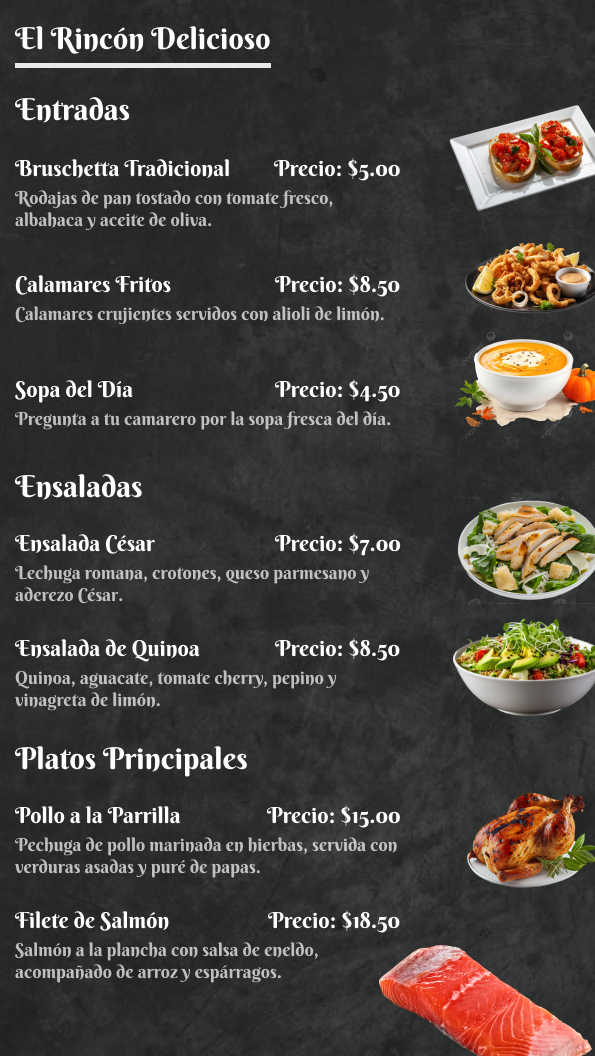 El Rincón Delicioso
Entradas
Bruschetta Tradicional Precio: $5.00
Rodajas de pan tostado con tomate fresco,
albahaca y aceite de oliva.
Calamares Fritos Precio: $8.50
Calamares crujientes servidos con alioli de limón.
Sopa del Día Precio: $4.50
Pregunta a tu camarero por la sopa fresca del día.
Ensaladas
Ensalada César Precio: $7.00
Lechuga romana, crotones, queso parmesano y
aderezo César.
Ensalada de Quinoa Precio: $8.50
Quinoa, aguacate, tomate cherry, pepino y
vinagreta de limón.
Platos Principales
Pollo a la Parrilla Precio: $15.00
Pechuga de pollo marinada en hierbas, servida con
verduras asadas y puré de papas.
Filete de Salmón Precio: $18.50
Salmón a la plancha con salsa de eneldo,
acompañado de arroz y espárragos.